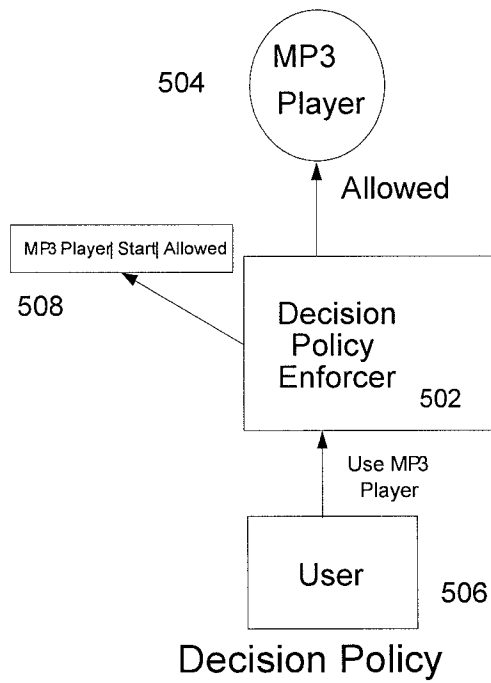 MP3
Player
504
Allowed
MP3 Player| Start| Allowed
508
Decision
Policy
Enforcer
502
Use MP3
Player
User
506
Decision Policy